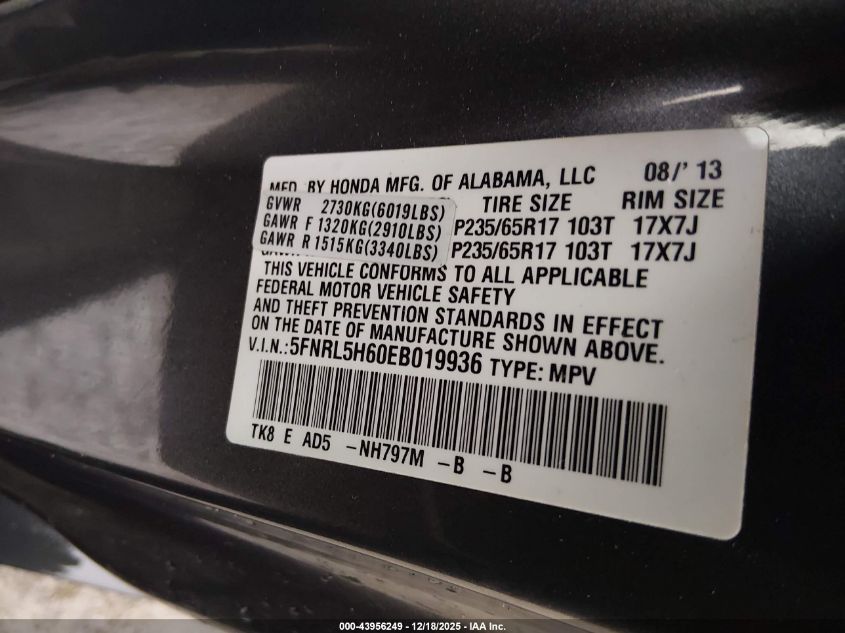 MFD. BY HONDA MFG. OF ALABAMA, LLC 08/' 13
GVWR 2730KG(6019LBS) TIRE SIZE RIM SIZE
GAWR F 1320KG(2910LBS) P235/65R17 103T 17X7J
GAWR R 1515KG(3340LBS) P235/65R17 103T 17X7J
THIS VEHICLE CONFORMS TO ALL APPLICABLE
FEDERAL MOTOR VEHICLE SAFETY
AND THEFT PREVENTION STANDARDS IN EFFECT
ON THE DATE OF MANUFACTURE SHOWN ABOVE.
V.I.N.:5FNRL5H60EB019936 TYPE: MPV
TK8 E AD5 -NH797M -B -B
000-43956249 - 12/18/2025 - IAA Inc.